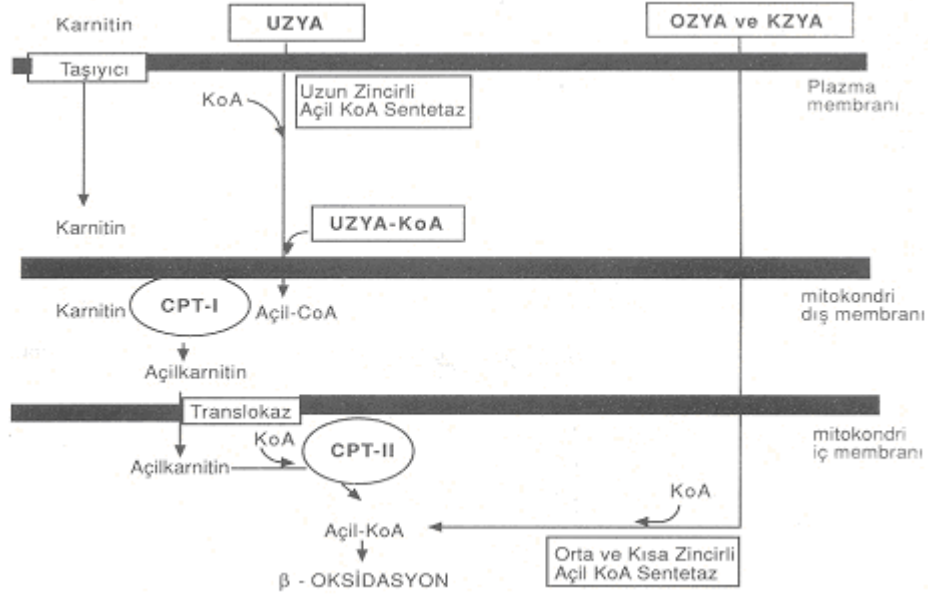 Karnitin
UZYA
OZYA ve KZYA
Taşıyıcı
KoA
Uzun Zincirli
Açil KoA Sentetaz
Plazma
membranı
Karnitin
UZYA-KoA
Karnitin
CPT-I
Açil-CoA
mitokondri
dış membranı
Açilkarnitin
Translokaz
KoA
CPT-II
mitokondri
iç membranı
Açilkarnitin
KoA
Açil-KoA
Orta ve Kısa Zincirli
Açil KoA Sentetaz
β - OKSİDASYON